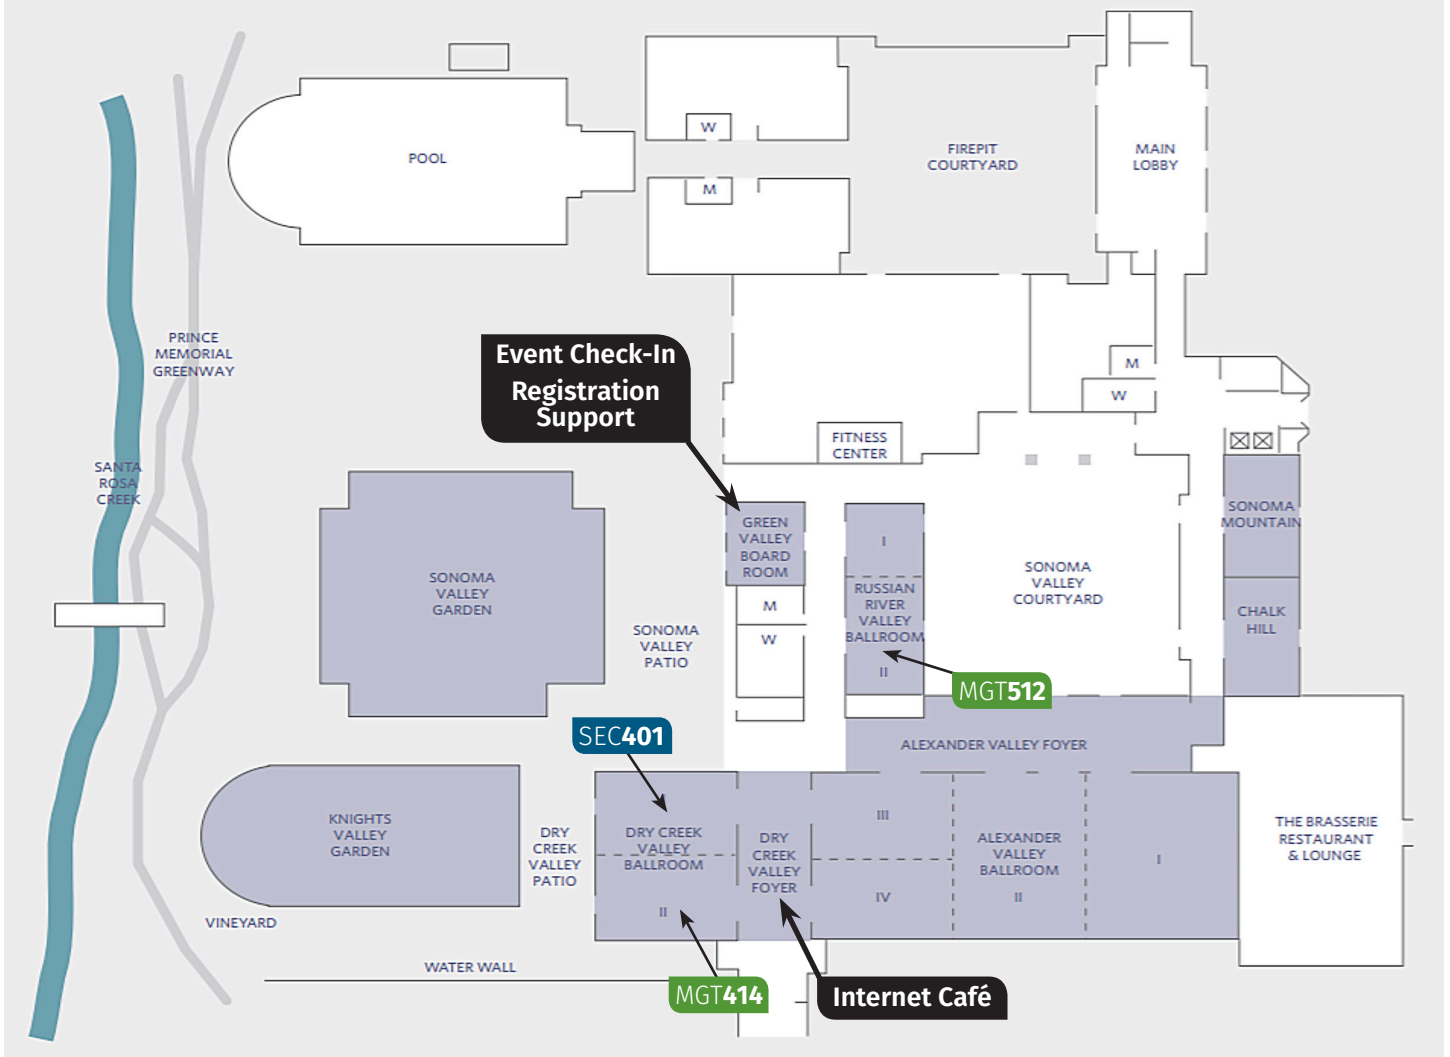 W
POOL
M
FIREPIT
COURTYARD
MAIN
LOBBY
PRINCE
MEMORIAL
GREENWAY
Event Check-In
Registration
Support
M
W
FITNESS
CENTER
SANTA
ROSA
CREEK
SONOMA
VALLEY
GARDEN
GREEN
VALLEY
BOARD
ROOM
M
W
I
RUSSIAN
RIVER
VALLEY
BALLROOM
II
SONOMA
VALLEY
COURTYARD
SONOMA
MOUNTAIN
CHALK
HILL
SONOMA
VALLEY
PATIO
MGT512
SEC401
ALEXANDER VALLEY FOYER
KNIGHTS
VALLEY
GARDEN
VINEYARD
DRY
CREEK
VALLEY
PATIO
I
DRY CREEK
VALLEY
BALLROOM
II
DRY
CREEK
VALLEY
FOYER
III
IV
ALEXANDER
VALLEY
BALLROOM
II
I
THE BRASSERIE
RESTAURANT
& LOUNGE
WATER WALL
MGT414
Internet Café